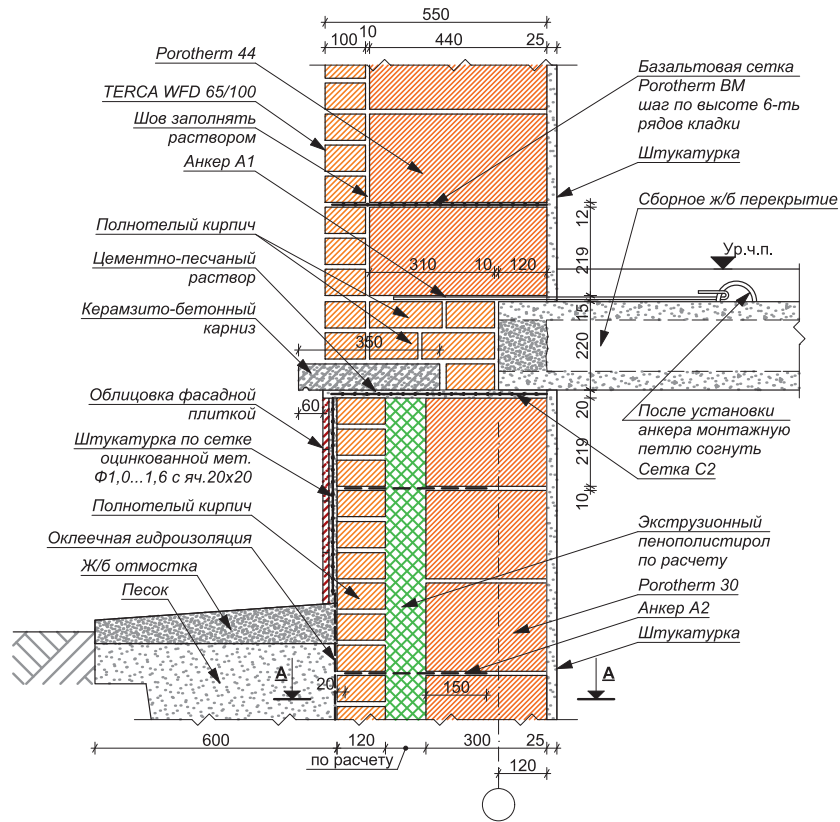 550
10
100
440
25
Porotherm 44
TERCA WFD 65/100
Шов заполнять
раствором
Анкер А1
Полнотелый кирпич
Цементно-песчаный
раствор
Керамзито-бетонный
карниз
Облицовка фасадной
плиткой
Штукатурка по сетке
оцинкованной мет.
Ф1,0...1,6 с яч.20х20
Полнотелый кирпич
Оклеечная гидроизоляция
Ж/б отмостка
Песок
Базальтовая сетка
Porotherm BM
шаг по высоте 6-ть
рядов кладки
Штукатурка
Сборное ж/б перекрытие
Ур.ч.п.
12
219
15
220
20
219
10
310
10
120
350
60
После установки
анкера монтажную
петлю согнуть
Сетка С2
Экструзионный
пенополистирол
по расчету
Porotherm 30
Анкер А2
Штукатурка
А
А
20
150
600
120
300
25
по расчету
120